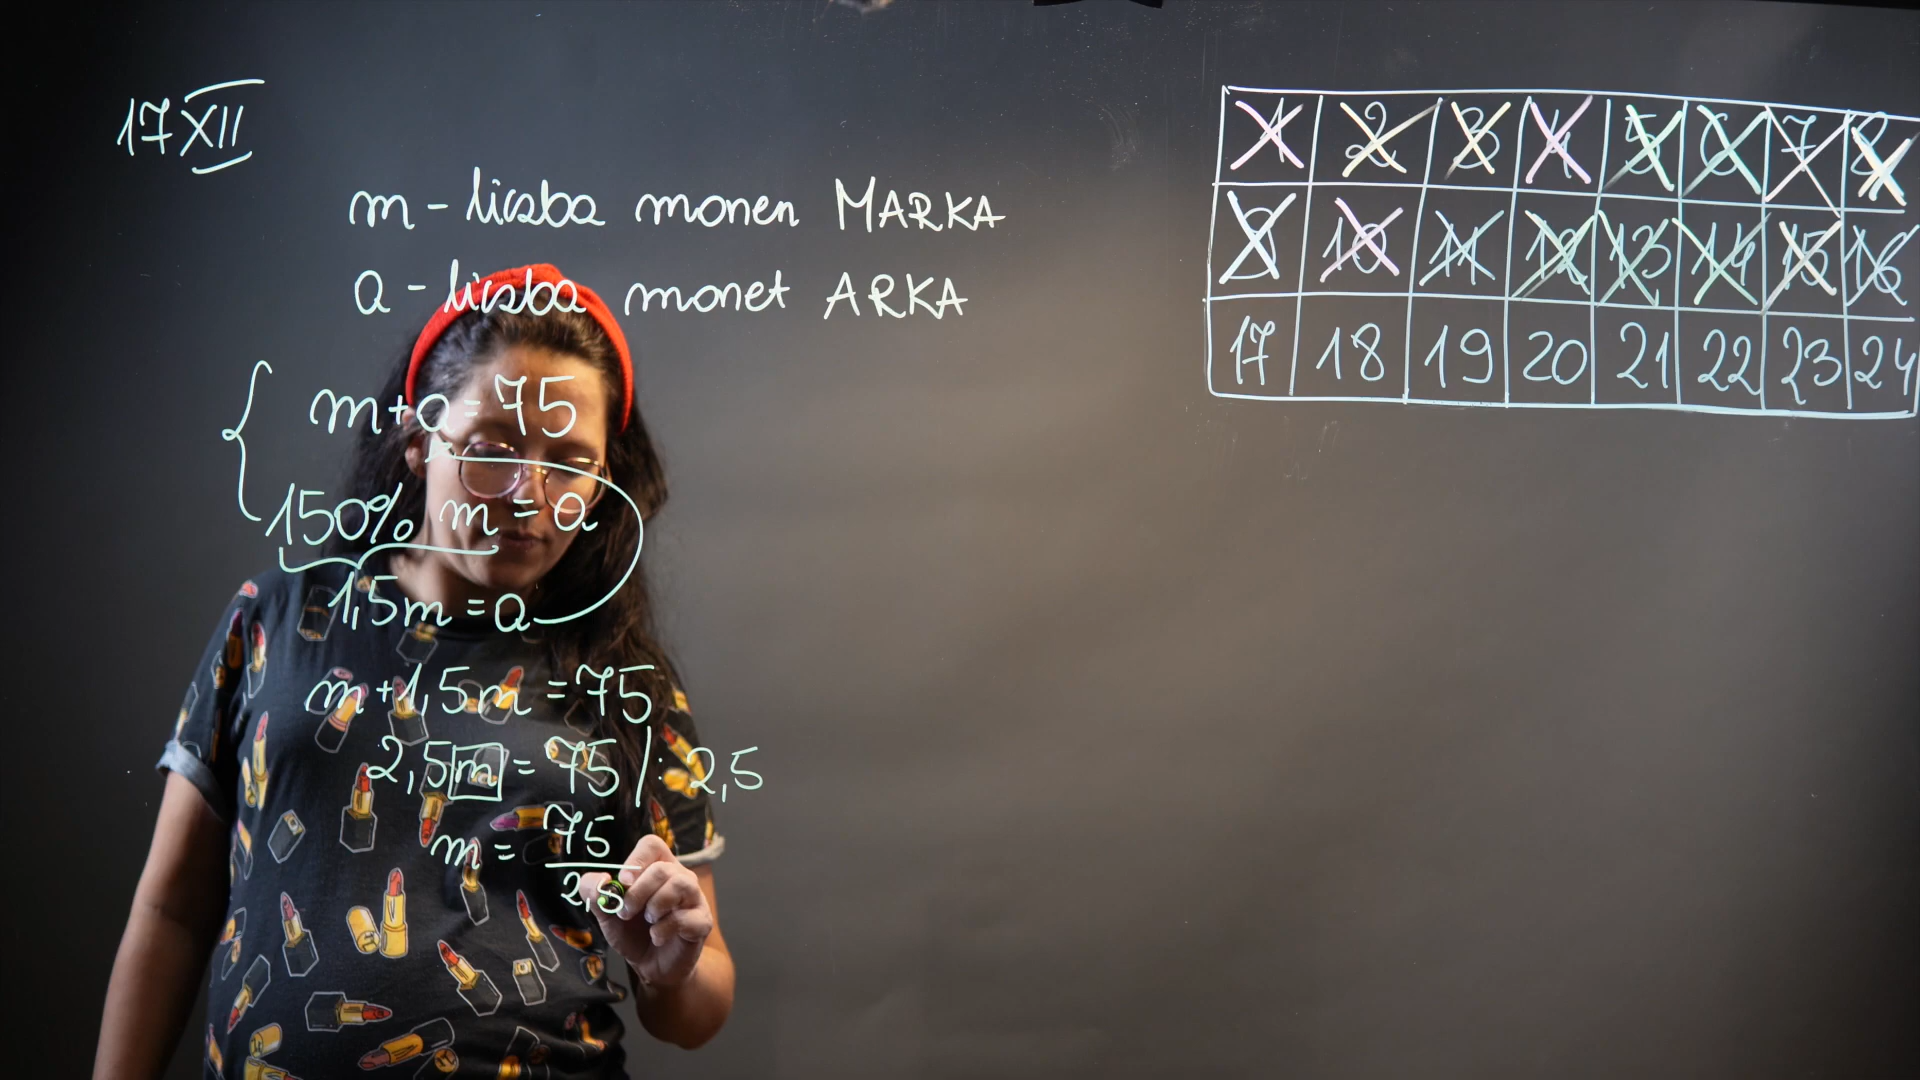 17 XII
m - liczba monen MARKA
a - liczba monet ARKA
m+a=75
150% m = a
1,5m = a
m+1,5m = 75
2,5m = 75 /: 2,5
m = 75/2,5
1 2 3 4 5 6 7 8
9 10 11 12 13 14 15 16
17 18 19 20 21 22 23 24